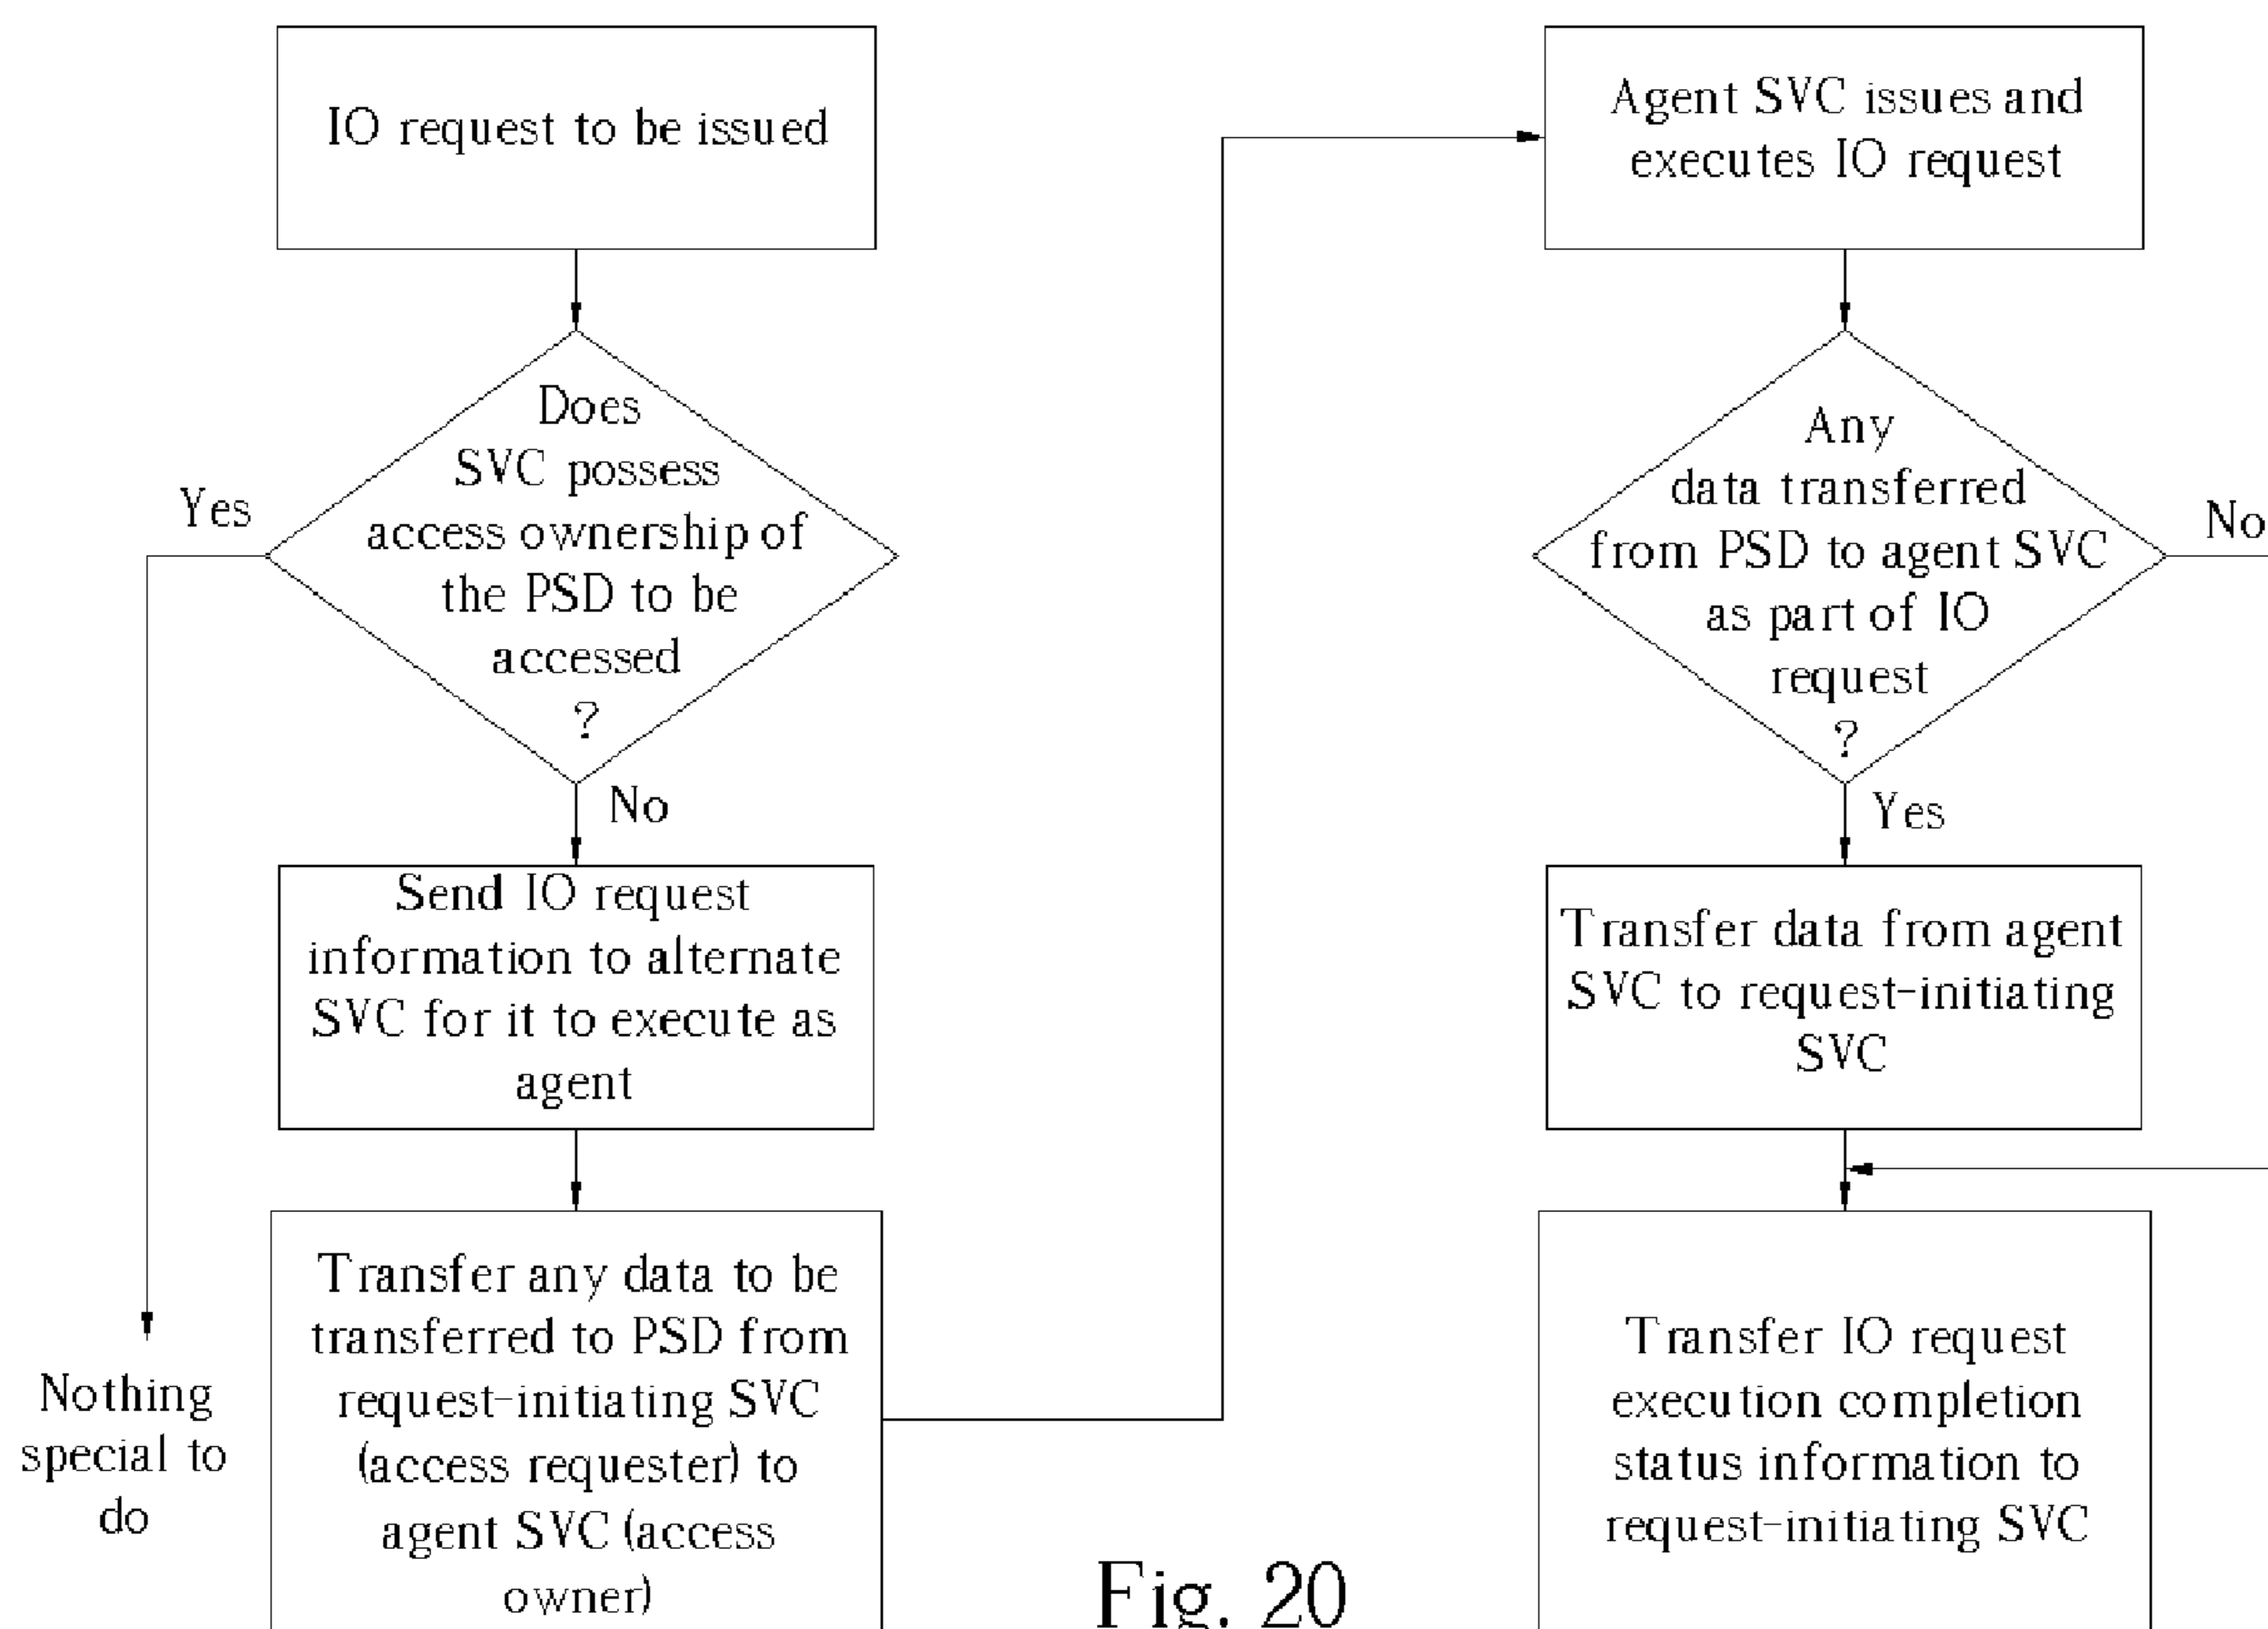 IO request to be issued
Does
SVC possess
access ownership of
the PSD to be
accessed
?
Yes
No
Nothing
special to
do
Send IO request
information to alternate
SVC for it to execute as
agent
Transfer any data to be
transferred to PSD from
request-initiating SVC
(access requester) to
agent SVC (access
owner)
Agent SVC issues and
executes IO request
Any
data transferred
from PSD to agent SVC
as part of IO
request
?
No
Yes
Transfer data from agent
SVC to request-initiating
SVC
Transfer IO request
execution completion
status information to
request-initiating SVC
Fig. 20